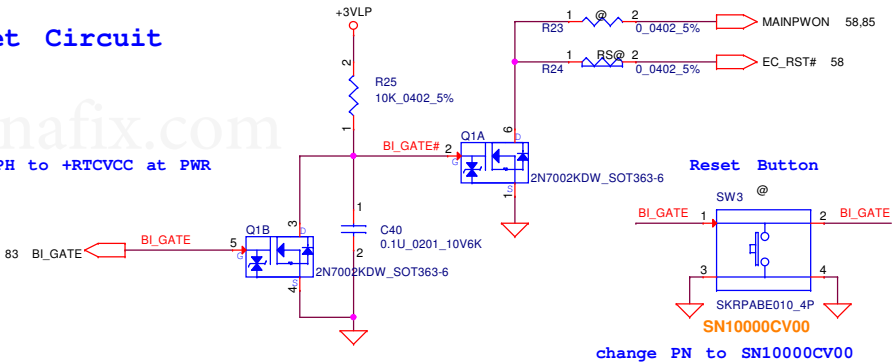 et Circuit
nafix.com
PH to +RTCVCC at PWR
+3VLP
2
R25
10K_0402_5%
1
R23
1 @ 2
0_0402_5%
MAINPWON 58,85
R24
1 RS@ 2
0_0402_5%
EC_RST# 58
BI_GATE# 2
Q1A
6
D
G
S
1
2N7002KDW_SOT363-6
83 BI_GATE
BI_GATE
5
Q1B
3
D
G
S
4
2N7002KDW_SOT363-6
1
C40
0.1U_0201_10V6K
2
Reset Button
SW3 @
BI_GATE 1
2 BI_GATE
3
4
SKRPABE010_4P
SN10000CV00
change PN to SN10000CV00